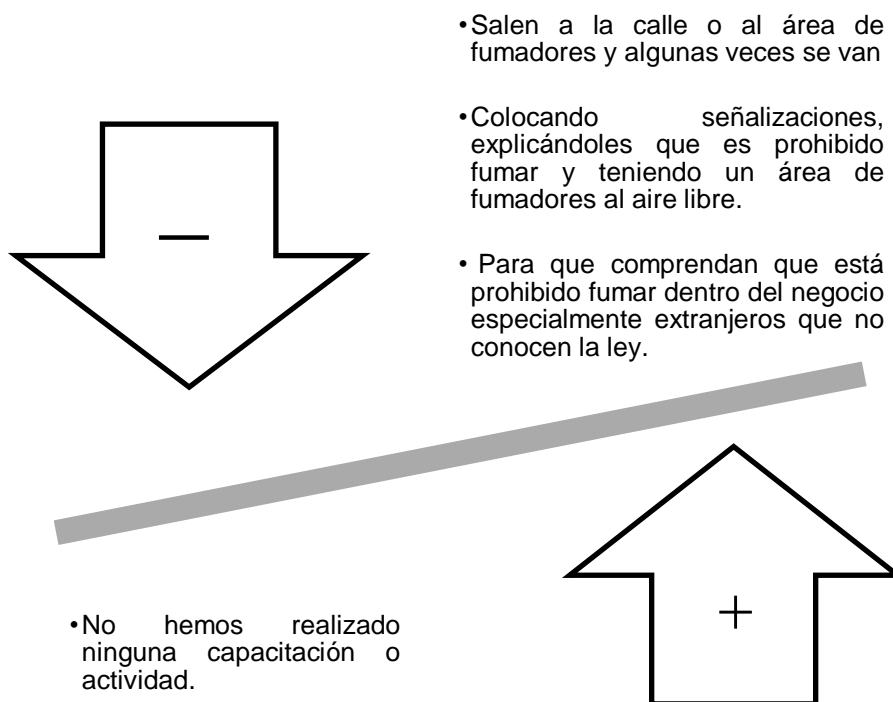 •Salen a la calle o al área de
fumadores y algunas veces se van
•Colocando señalizaciones,
explicándoles que es prohibido
fumar y teniendo un área de
fumadores al aire libre.
• Para que comprendan que está
prohibido fumar dentro del negocio
especialmente extranjeros que no
conocen la ley.
−
+
•No hemos realizado
ninguna capacitación o
actividad.